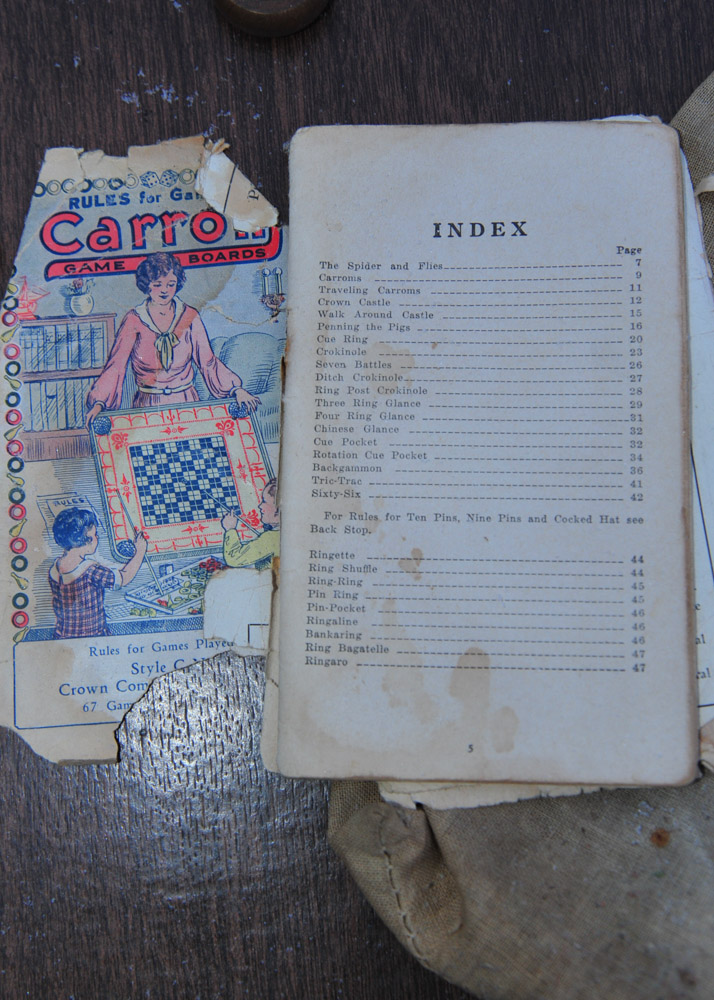 RULES for
Carrom
GAME BOARDS
RULES
Rules for Games Played
Style
Crown
67
INDEX
Page
The Spider and Flies 7
Carroms 9
Traveling Carroms 11
Crown Castle 12
Walk Around Castle 15
Penning the Pigs 16
Cue Ring 20
Crokinole 23
Seven Battles 26
Ditch Crokinole 27
Ring Post Crokinole 28
Three Ring Glance 29
Four Ring Glance 31
Chinese Glance 32
Cue Pocket 32
Rotation Cue Pocket 34
Backgammon 36
Tric-Trac 41
Sixty-Six 42
For Rules for Ten Pins, Nine Pins and Cocked Hat see
Back Stop.
Ringette 44
Ring Shuffle 44
Ring-Ring 45
Pin Ring 45
Pin-Pocket 46
Ringaline 46
Bankaring 46
Ring Bagatelle 47
Ringaro 47
5